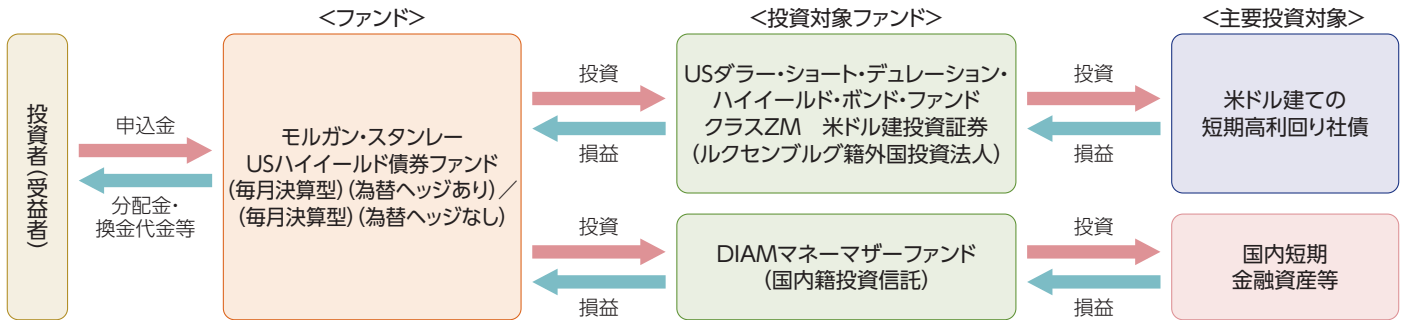 <ファンド>
<投資対象ファンド>
<主要投資対象>
投資者(受益者)
申込金
分配金・
換金代金等
モルガン・スタンレー
USハイイールド債券ファンド
(毎月決算型)(為替ヘッジあり)／
(毎月決算型)(為替ヘッジなし)
投資
損益
USダラー・ショート・デュレーション・
ハイイールド・ボンド・ファンド
クラスZM　米ドル建投資証券
(ルクセンブルグ籍外国投資法人)
投資
損益
米ドル建ての
短期高利回り社債
投資
損益
DIAMマネーマザーファンド
(国内籍投資信託)
投資
損益
国内短期
金融資産等